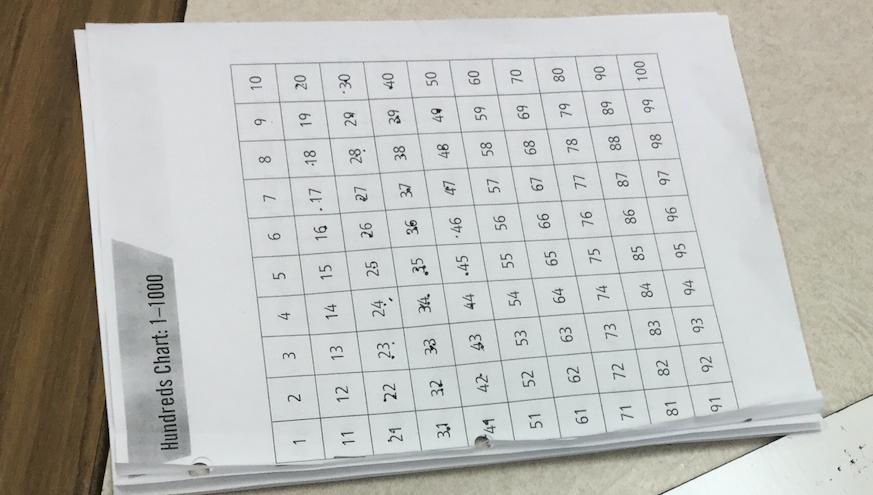 Hundreds Chart: 1–1000
1 2 3 4 5 6 7 8 9 10
11 12 13 14 15 16 17 18 19 20
21 22 23 24 25 26 27 28 29 30
31 32 33 34 35 36 37 38 39 40
41 42 43 44 45 46 47 48 49 50
51 52 53 54 55 56 57 58 59 60
61 62 63 64 65 66 67 68 69 70
71 72 73 74 75 76 77 78 79 80
81 82 83 84 85 86 87 88 89 90
91 92 93 94 95 96 97 98 99 100